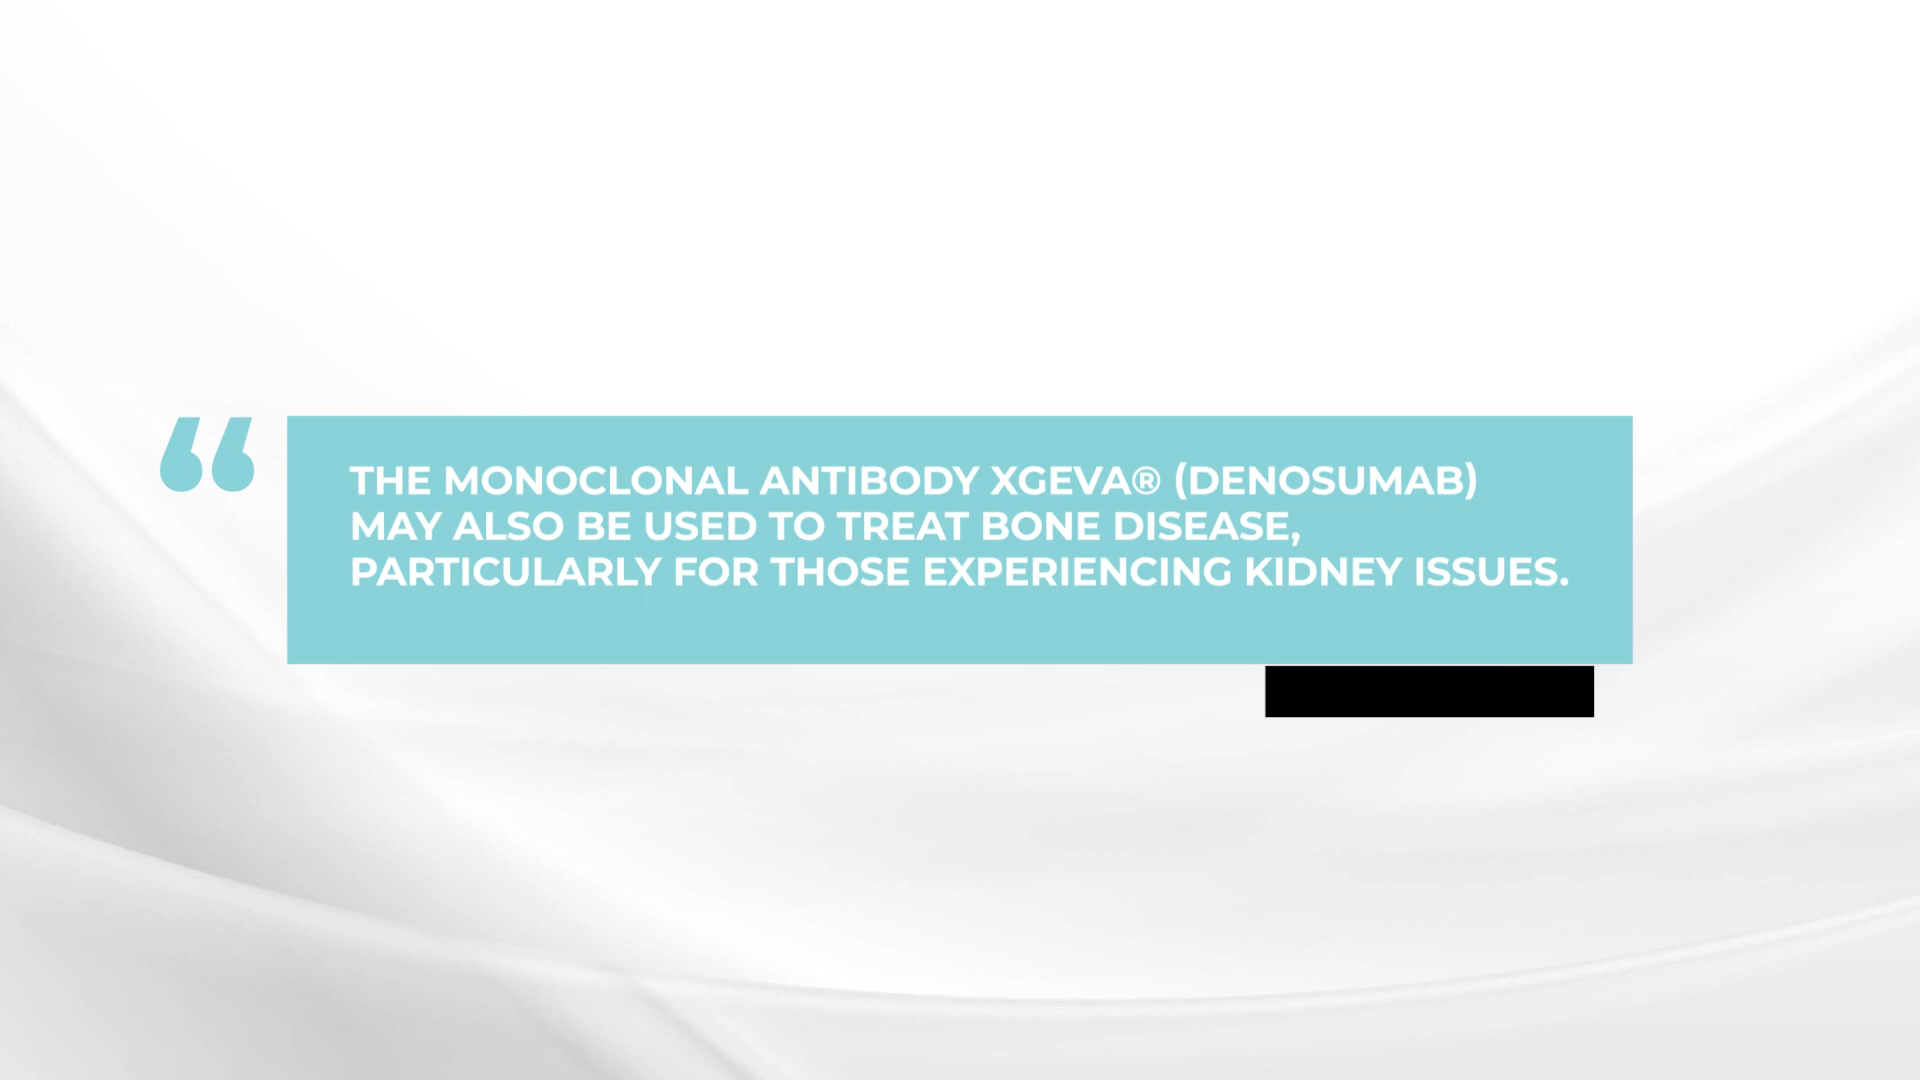 “
THE MONOCLONAL ANTIBODY XGEVA® (DENOSUMAB)
MAY ALSO BE USED TO TREAT BONE DISEASE,
PARTICULARLY FOR THOSE EXPERIENCING KIDNEY ISSUES.